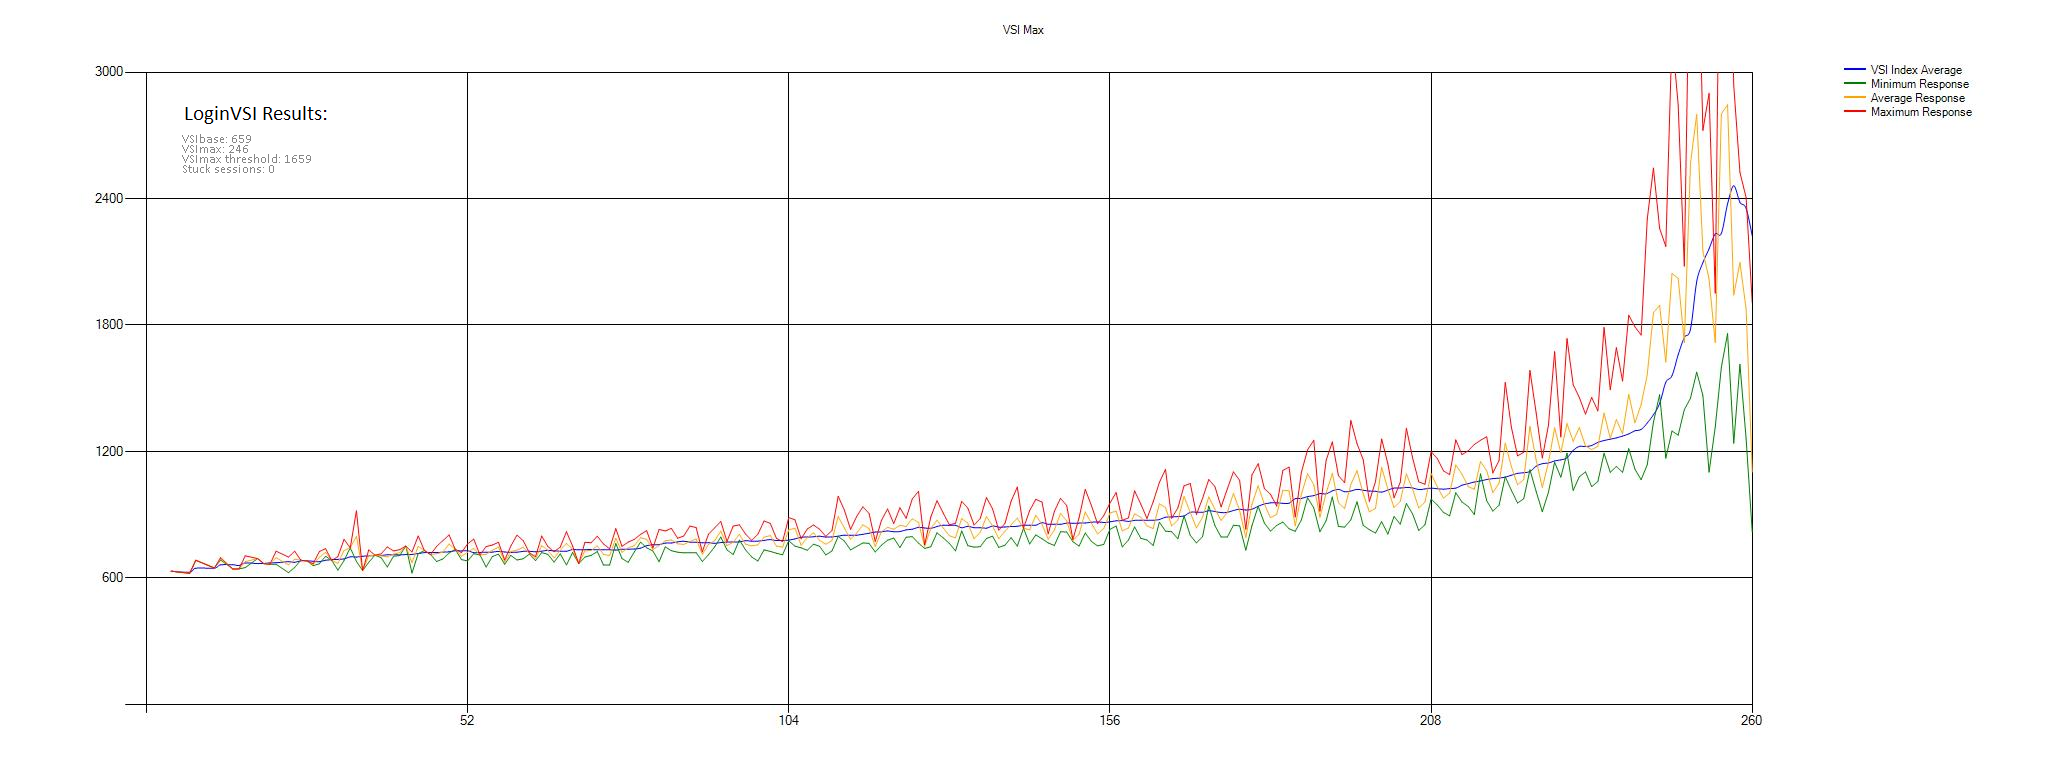 VSI Max
3000
2400
1800
1200
600
52
104
156
208
260
LoginVSI Results:
VSIbase: 659
VSImax: 246
VSImax threshold: 1659
Stuck sessions: 0
VSI Index Average
Minimum Response
Average Response
Maximum Response